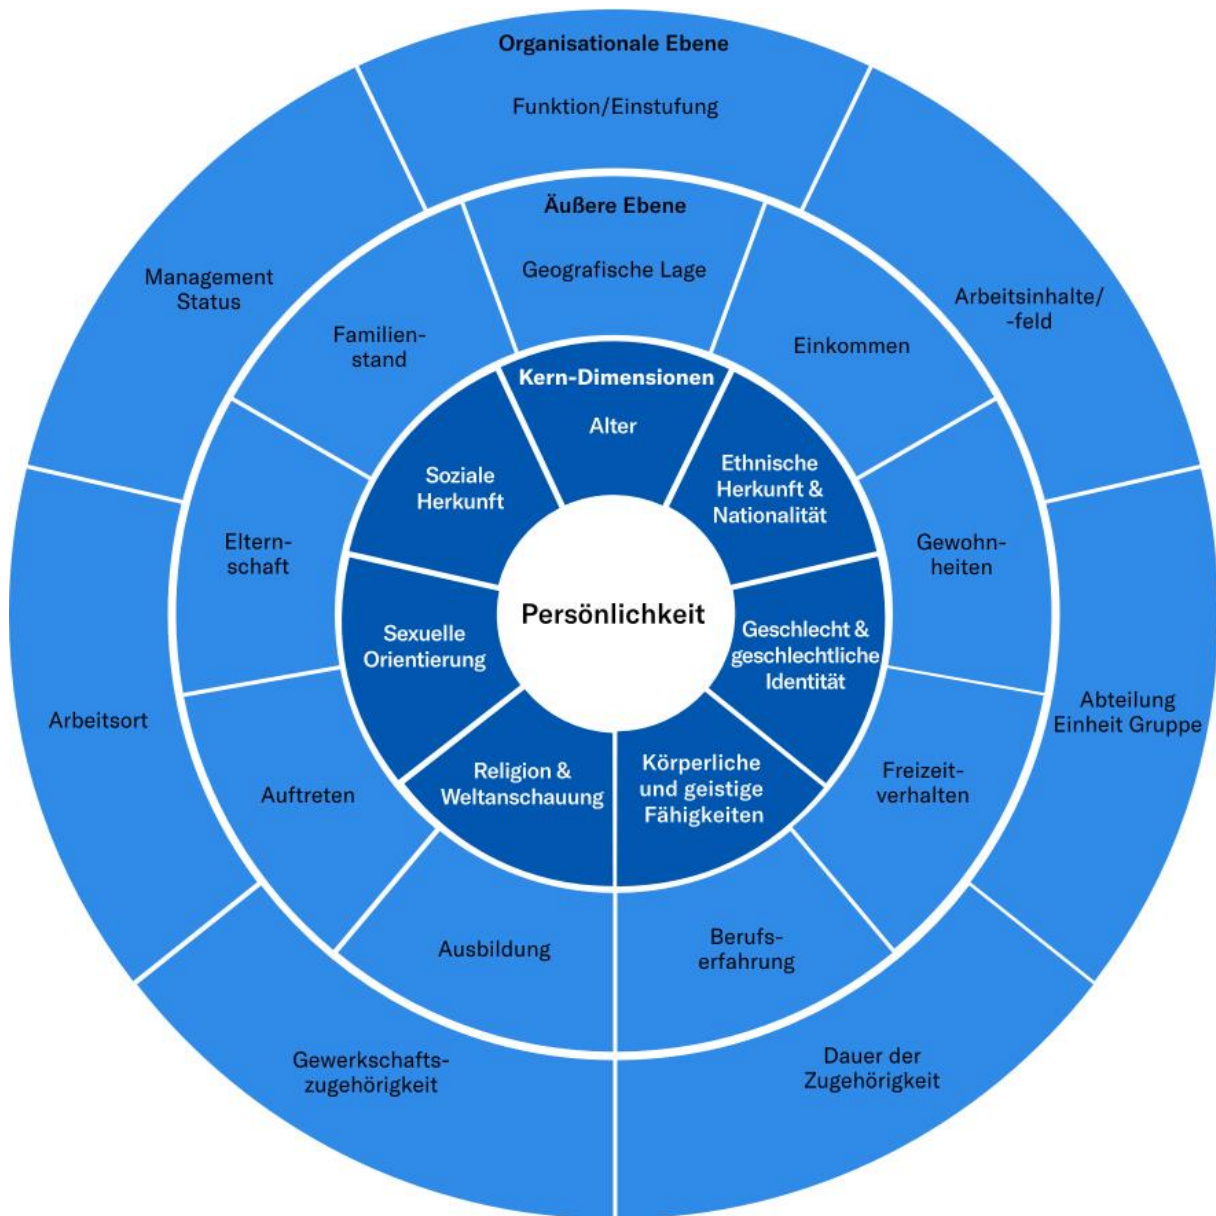 Organisationale Ebene
Funktion/Einstufung
Arbeitsinhalte/
-feld
Abteilung
Einheit Gruppe
Dauer der
Zugehörigkeit
Gewerkschafts-
zugehörigkeit
Arbeitsort
Management
Status
Äußere Ebene
Geografische Lage
Einkommen
Gewohn-
heiten
Freizeit-
verhalten
Berufs-
erfahrung
Ausbildung
Auftreten
Eltern-
schaft
Familien-
stand
Kern-Dimensionen
Alter
Ethnische
Herkunft &
Nationalität
Geschlecht &
geschlechtliche
Identität
Körperliche
und geistige
Fähigkeiten
Religion &
Weltanschauung
Sexuelle
Orientierung
Soziale
Herkunft
Persönlichkeit